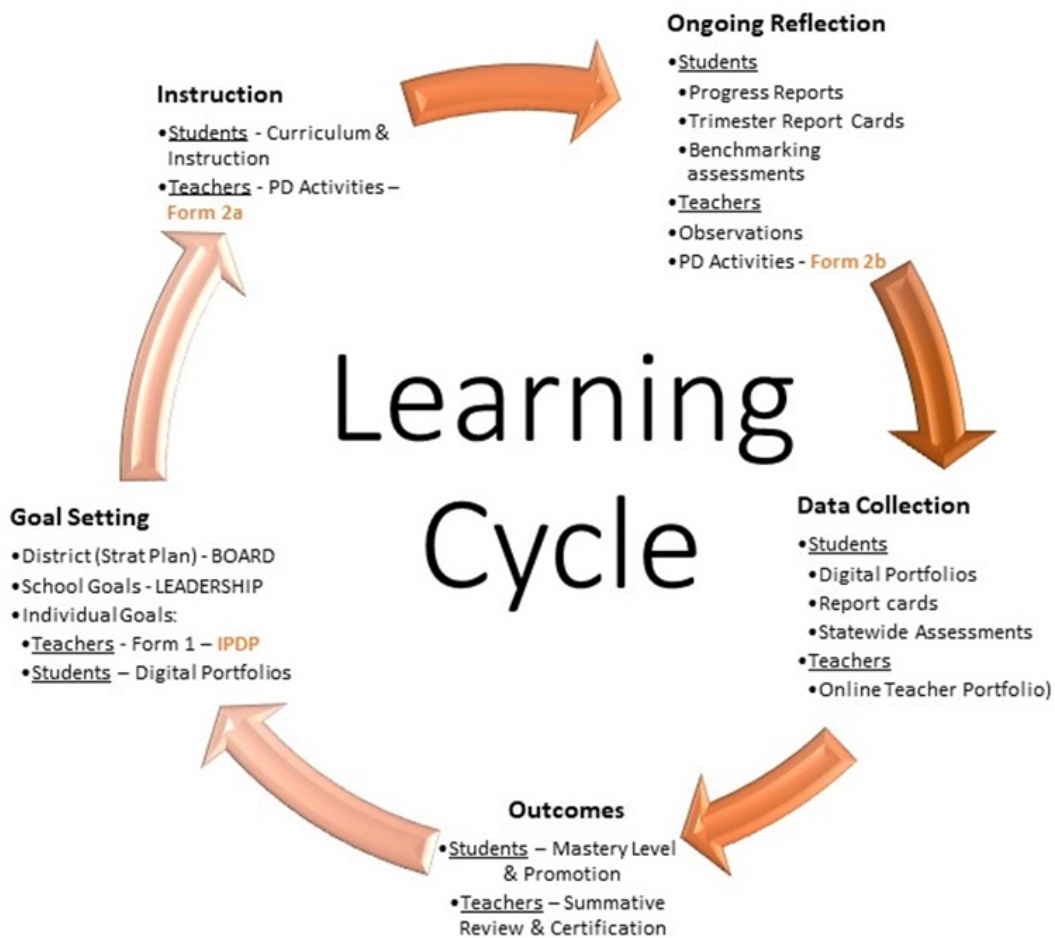 Ongoing Reflection
•Students
•Progress Reports
•Trimester Report Cards
•Benchmarking
assessments
•Teachers
•Observations
•PD Activities - Form 2b
Instruction
•Students - Curriculum &
Instruction
•Teachers - PD Activities –
Form 2a
Learning
Cycle
Goal Setting
•District (Strat Plan) - BOARD
•School Goals - LEADERSHIP
•Individual Goals:
•Teachers - Form 1 – IPDP
•Students – Digital Portfolios
Data Collection
•Students
•Digital Portfolios
•Report cards
•Statewide Assessments
•Teachers
•Online Teacher Portfolio)
Outcomes
•Students – Mastery Level
& Promotion
•Teachers – Summative
Review & Certification